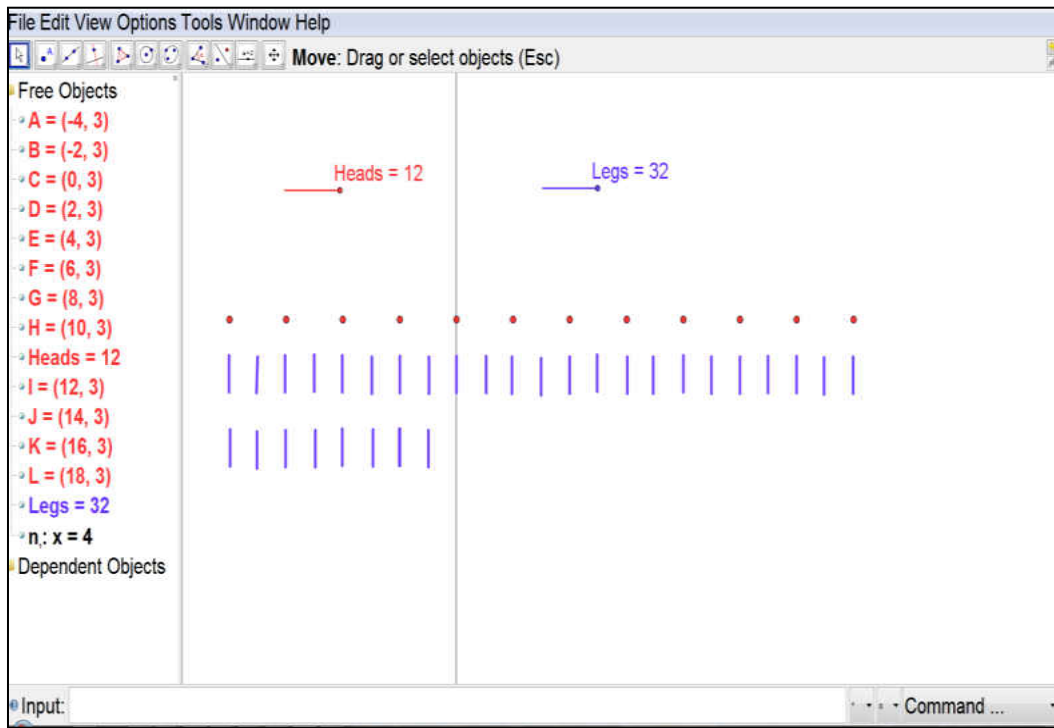 File Edit View Options Tools Window Help
Move: Drag or select objects (Esc)
Free Objects
A = (-4, 3)
B = (-2, 3)
C = (0, 3)
D = (2, 3)
E = (4, 3)
F = (6, 3)
G = (8, 3)
H = (10, 3)
Heads = 12
I = (12, 3)
J = (14, 3)
K = (16, 3)
L = (18, 3)
Legs = 32
n: x = 4
Dependent Objects
Heads = 12
Legs = 32
Input:
Command ...